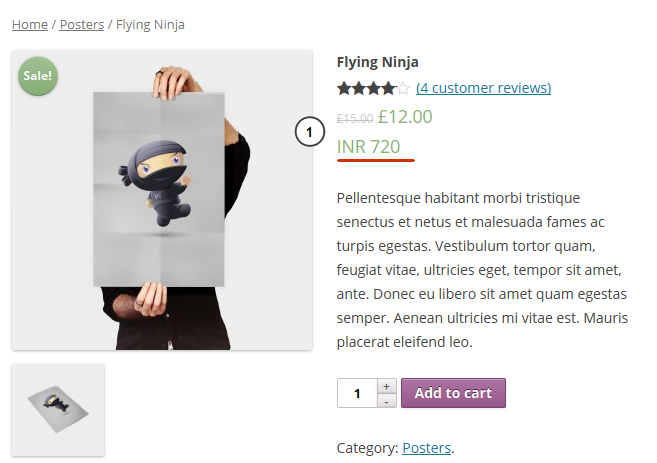 Home / Posters / Flying Ninja
Sale!
1
Flying Ninja
(4 customer reviews)
£15.00 £12.00
INR 720
Pellentesque habitant morbi tristique
senectus et netus et malesuada fames ac
turpis egestas. Vestibulum tortor quam,
feugiat vitae, ultricies eget, tempor sit amet,
ante. Donec eu libero sit amet quam egestas
semper. Aenean ultricies mi vitae est. Mauris
placerat eleifend leo.
1 + -
Add to cart
Category: Posters.